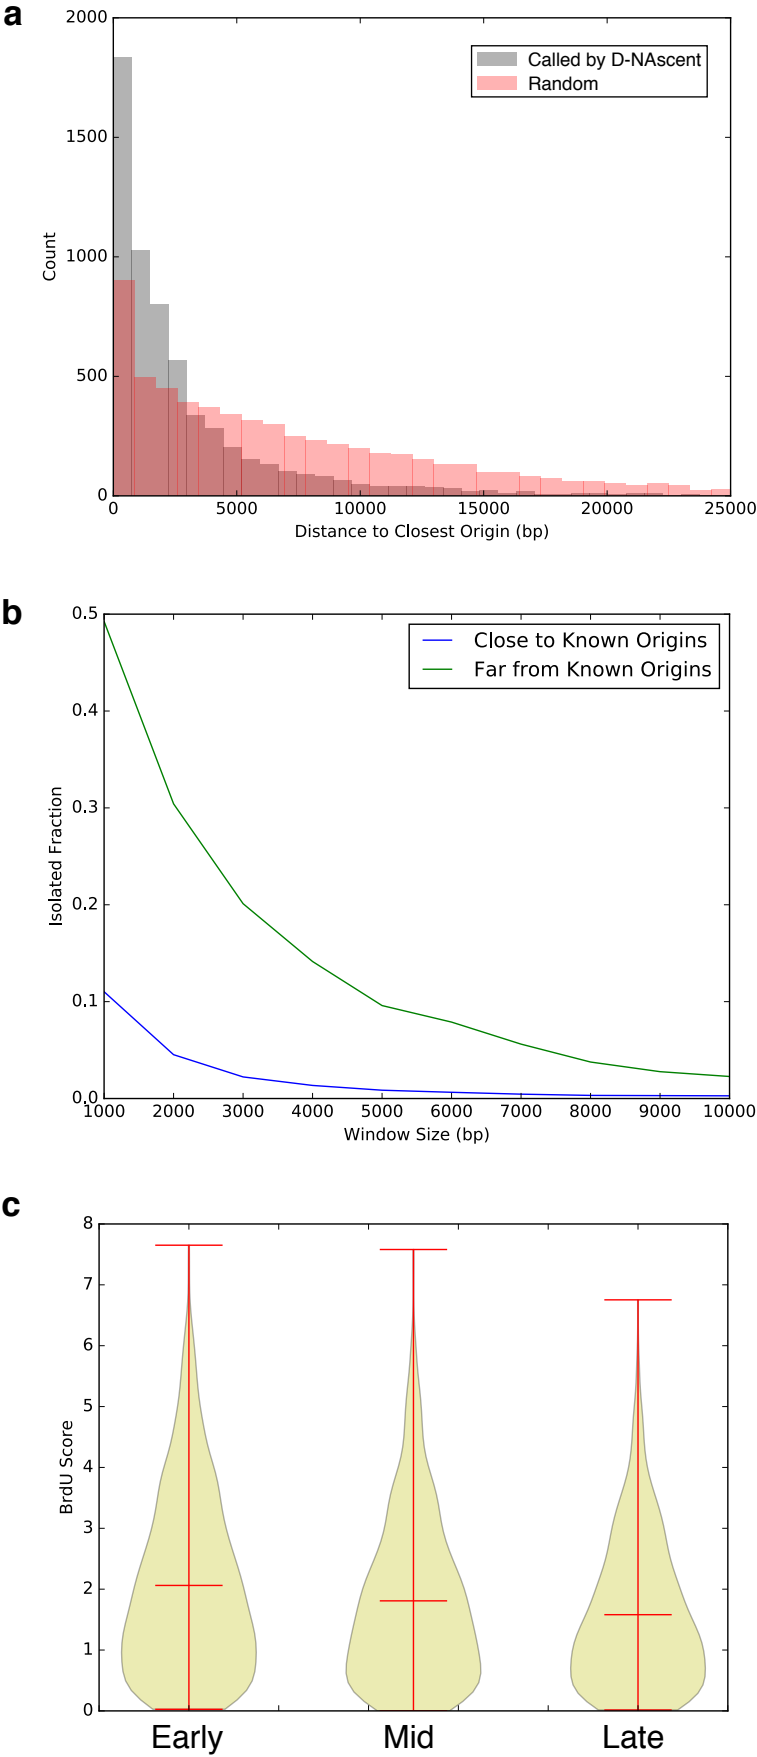 a
2000
1500
1000
500
0
Count
Called by D-NAscent
Random
0 5000 10000 15000 20000 25000
Distance to Closest Origin (bp)
b
0.5
0.4
0.3
0.2
0.1
0.0
Isolated Fraction
Close to Known Origins
Far from Known Origins
1000 2000 3000 4000 5000 6000 7000 8000 9000 10000
Window Size (bp)
c
8
7
6
5
4
3
2
1
0
BrdU Score
Early Mid Late